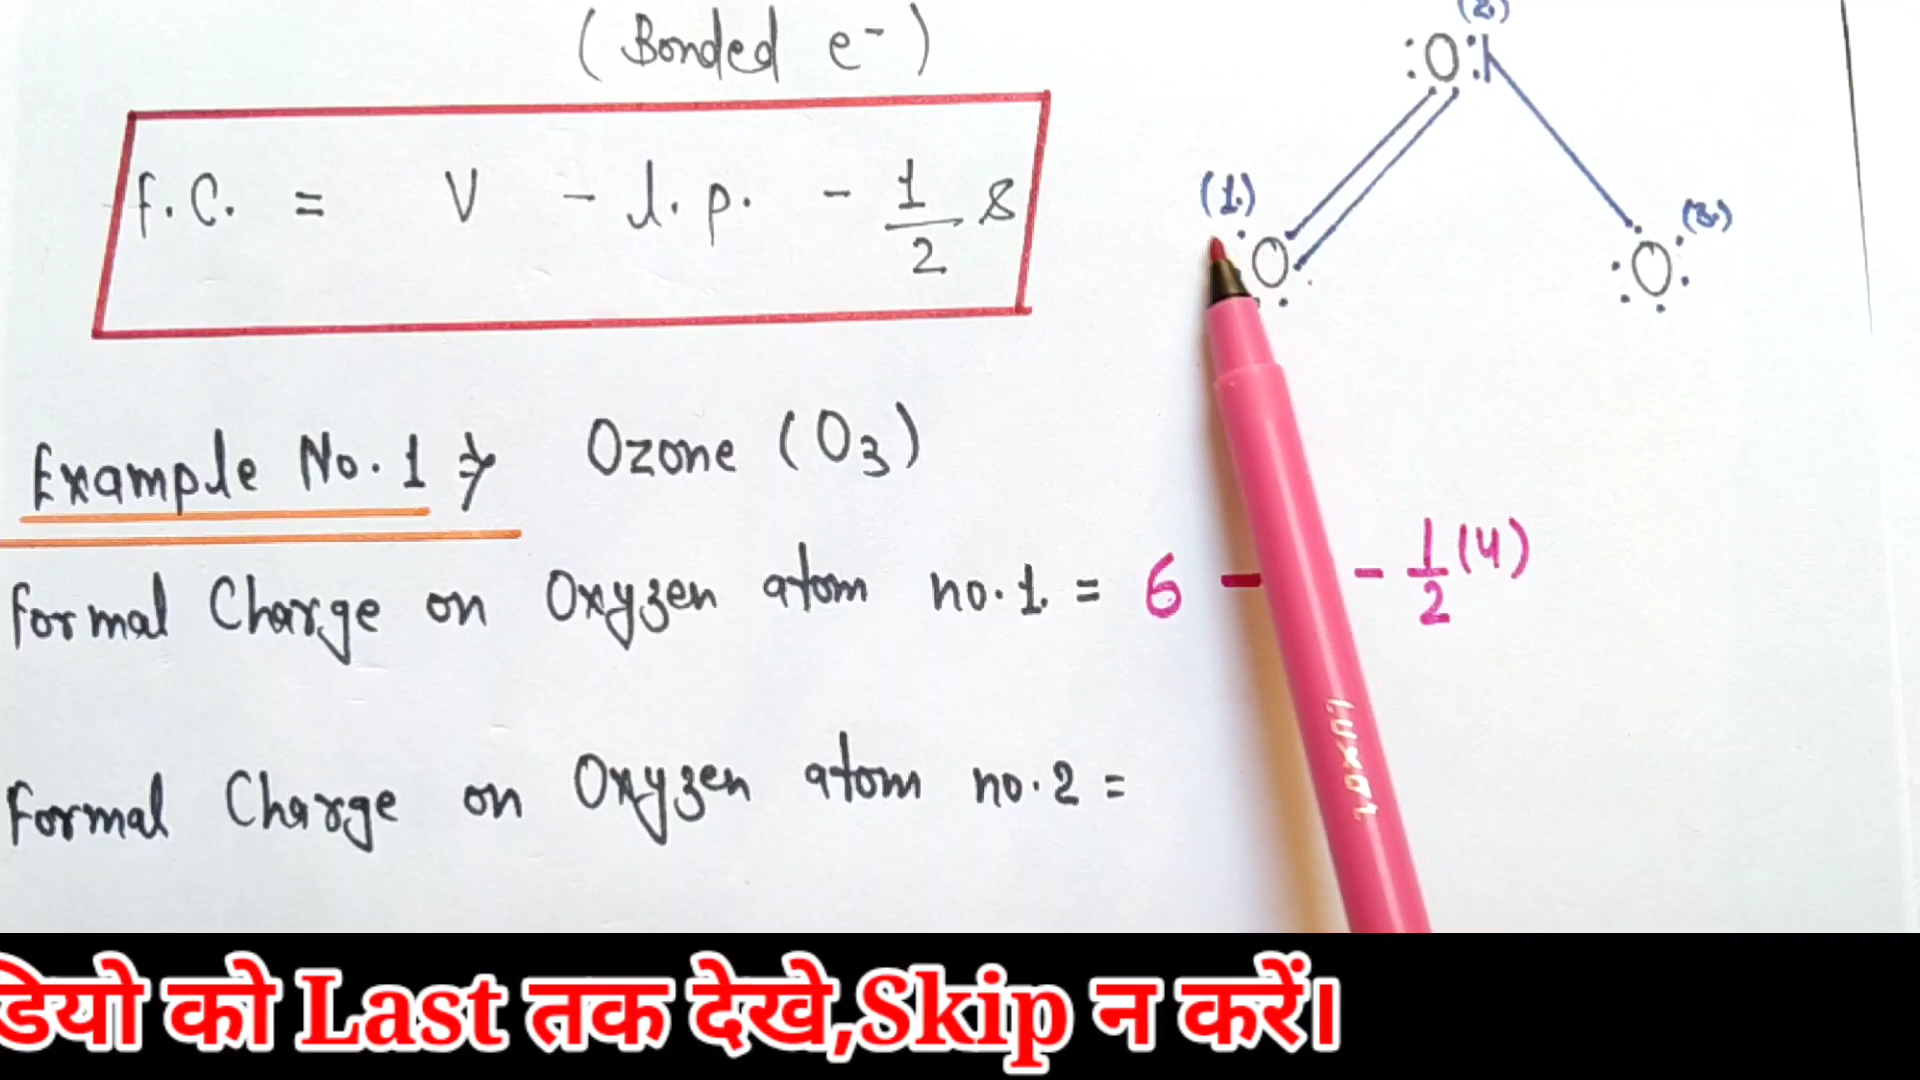 (Bonded e⁻)
F.C. = V - l.p. - 1/2 s
(2.)
:O:
(1.)
O
(3.)
O
Example No. 1 ⇒ Ozone (O₃)
Formal Charge on Oxygen atom no. 1. = 6 - - 1/2 (4)
Formal Charge on Oxygen atom no. 2 =
Luxor
डियो को Last तक देखे,Skip न करें।